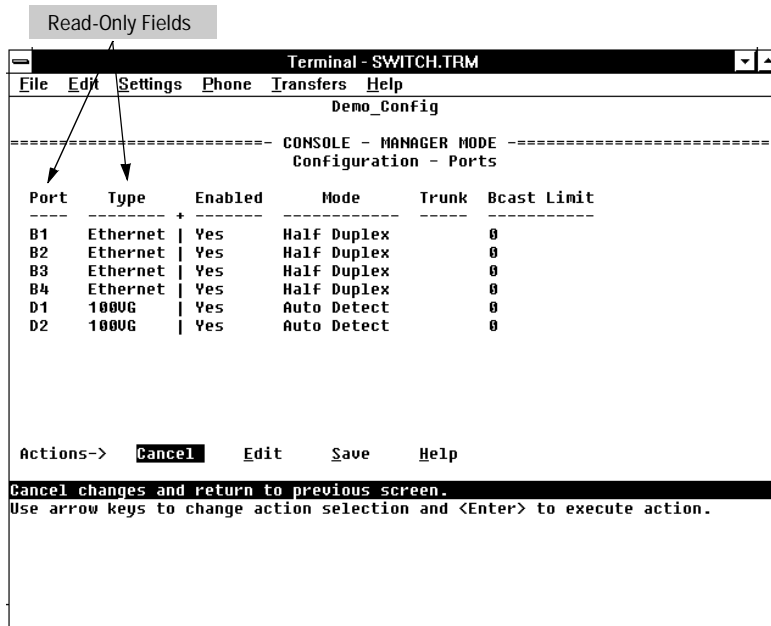 Read-Only Fields
Terminal - SWITCH.TRM
File Edit Settings Phone Transfers Help
Demo_Config
==========================- CONSOLE - MANAGER MODE -==========================
Configuration - Ports
Port Type Enabled Mode Trunk Bcast Limit
---- -------- + ------- ------------ ----- -----------
B1 Ethernet | Yes Half Duplex 0
B2 Ethernet | Yes Half Duplex 0
B3 Ethernet | Yes Half Duplex 0
B4 Ethernet | Yes Half Duplex 0
D1 100VG | Yes Auto Detect 0
D2 100VG | Yes Auto Detect 0
Actions-> Cancel Edit Save Help
Cancel changes and return to previous screen.
Use arrow keys to change action selection and <Enter> to execute action.